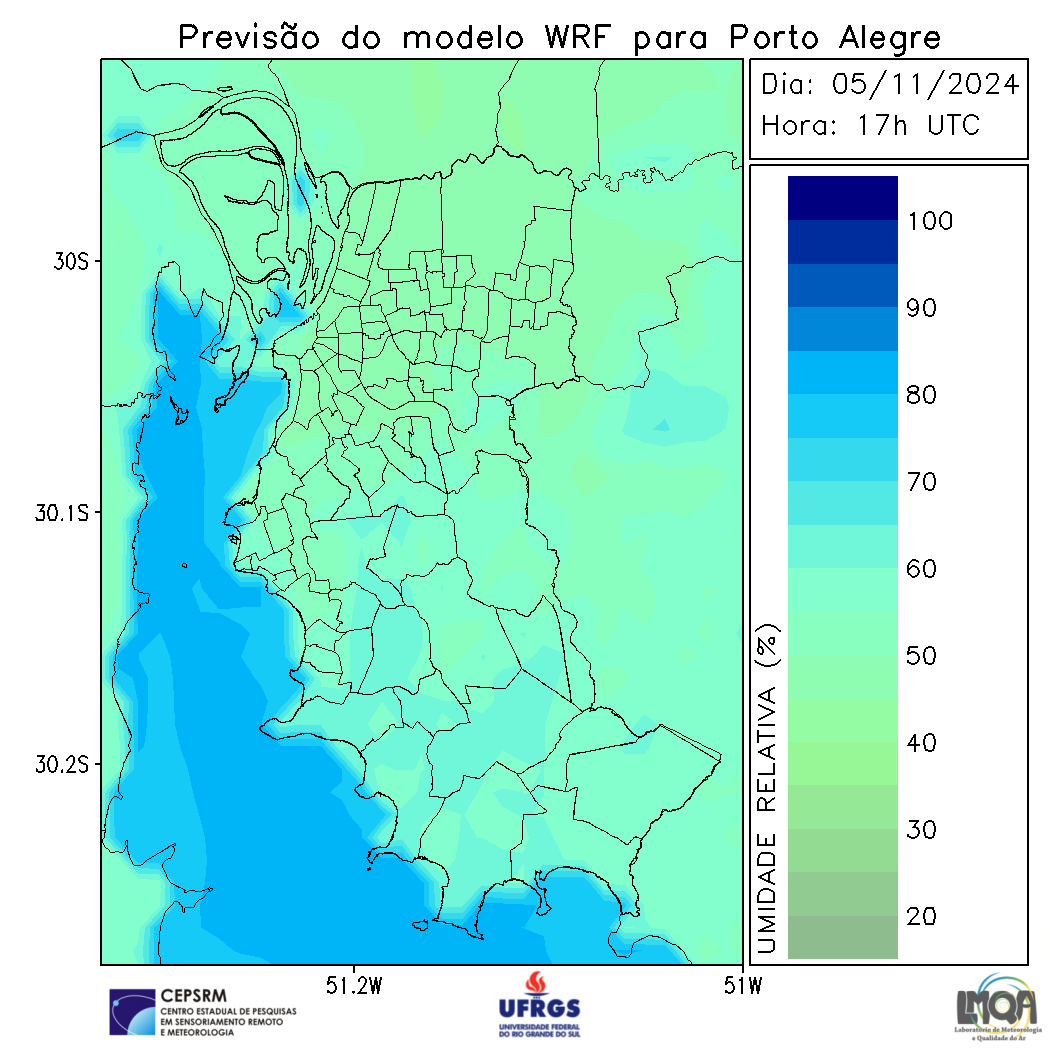 Previsão do modelo WRF para Porto Alegre
Dia: 05/11/2024
Hora: 17h UTC
30S
30.1S
30.2S
51.2W
51W
100
90
80
70
60
50
40
30
20
UMIDADE RELATIVA (%)
CEPSRM
CENTRO ESTADUAL DE PESQUISAS
EM SENSORIAMENTO REMOTO
E METEOROLOGIA
UFRGS
UNIVERSIDADE FEDERAL
DO RIO GRANDE DO SUL
LMQA
Laboratório de Meteorologia
e Qualidade do Ar